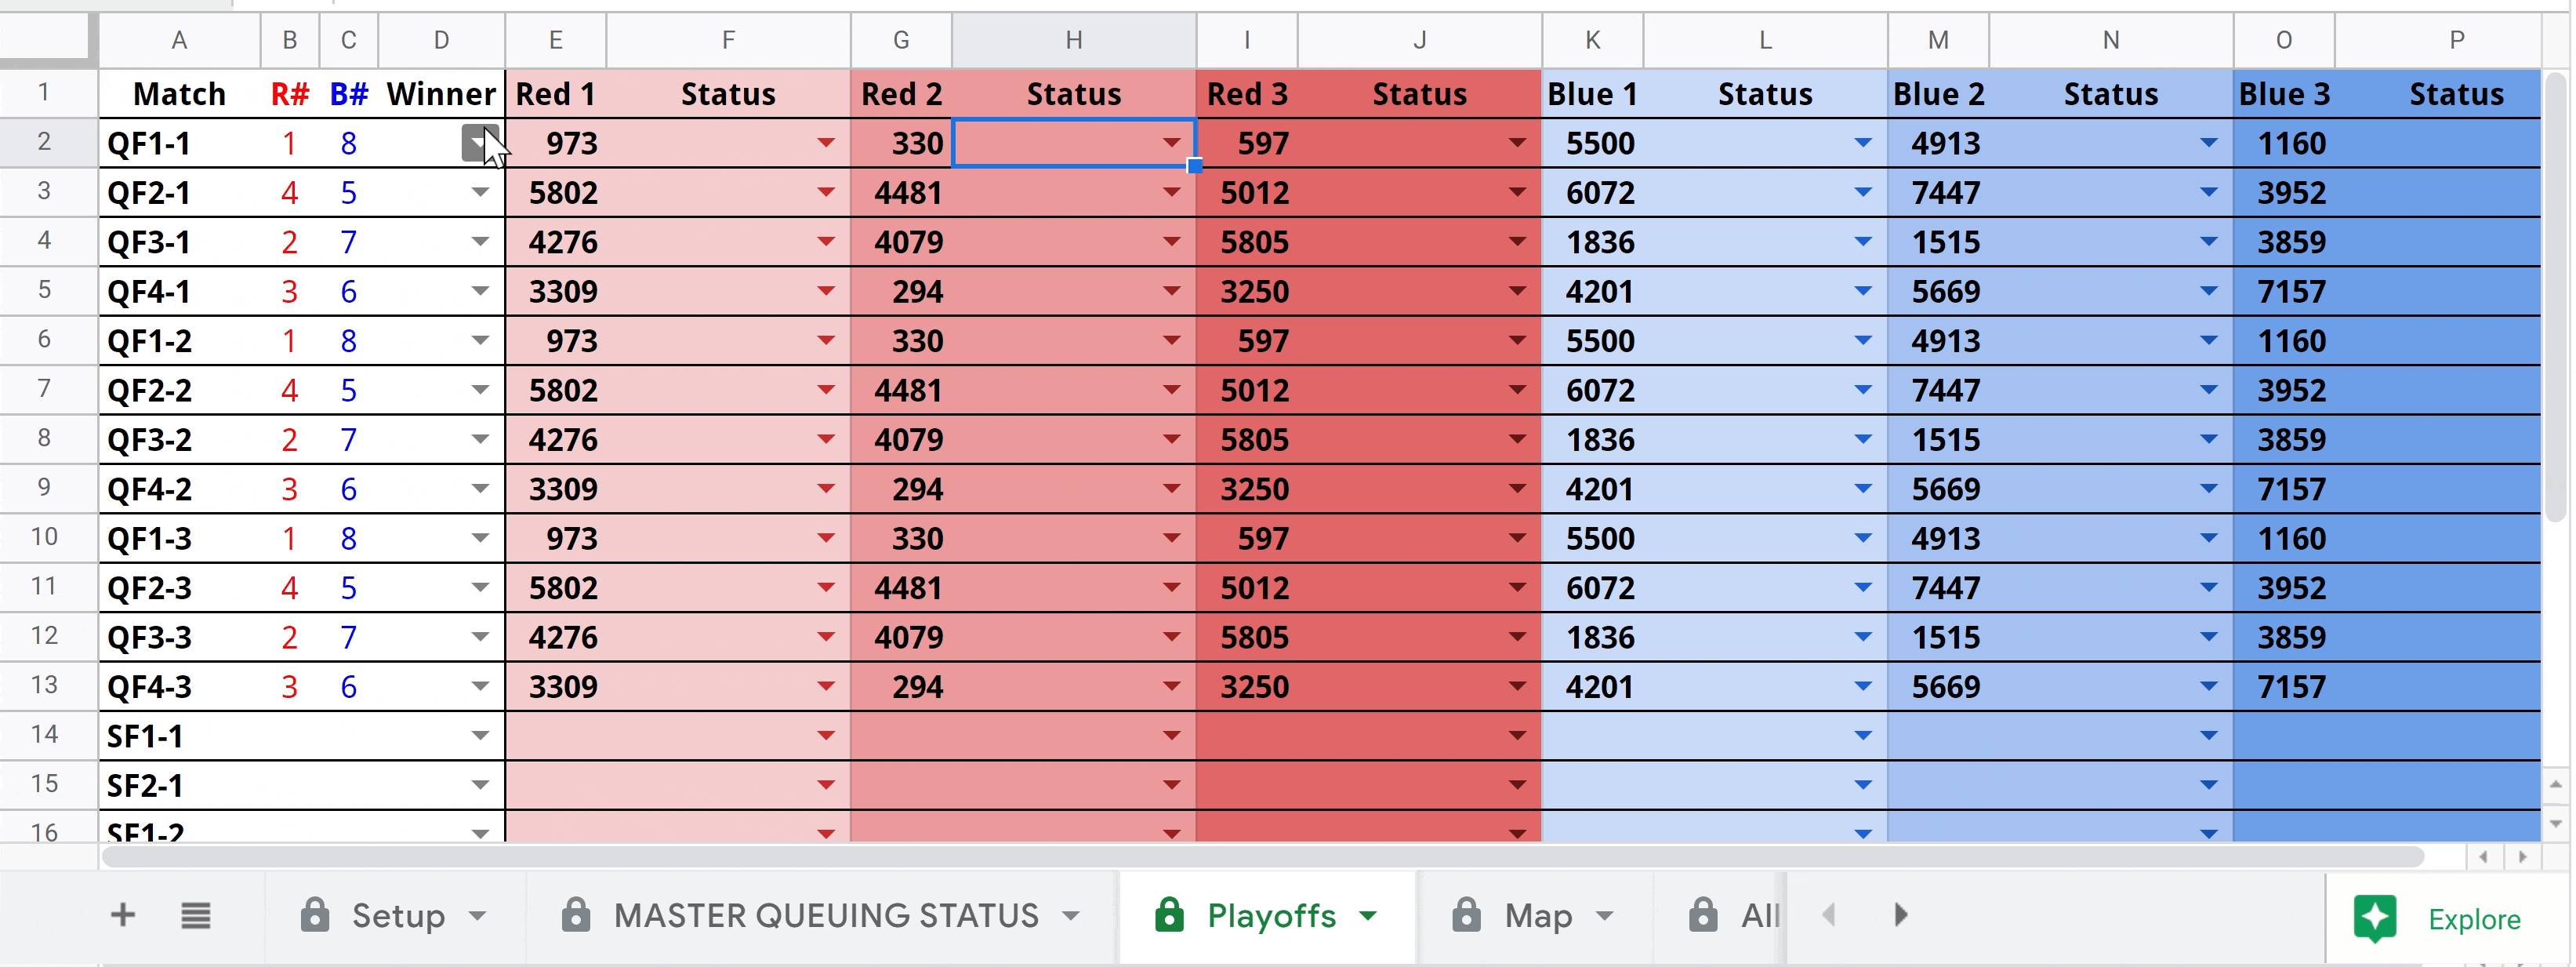 A B C D E F G H I J K L M N O P
1 Match R# B# Winner Red 1 Status Red 2 Status Red 3 Status Blue 1 Status Blue 2 Status Blue 3 Status
2 QF1-1 1 8 973 330 597 5500 4913 1160
3 QF2-1 4 5 5802 4481 5012 6072 7447 3952
4 QF3-1 2 7 4276 4079 5805 1836 1515 3859
5 QF4-1 3 6 3309 294 3250 4201 5669 7157
6 QF1-2 1 8 973 330 597 5500 4913 1160
7 QF2-2 4 5 5802 4481 5012 6072 7447 3952
8 QF3-2 2 7 4276 4079 5805 1836 1515 3859
9 QF4-2 3 6 3309 294 3250 4201 5669 7157
10 QF1-3 1 8 973 330 597 5500 4913 1160
11 QF2-3 4 5 5802 4481 5012 6072 7447 3952
12 QF3-3 2 7 4276 4079 5805 1836 1515 3859
13 QF4-3 3 6 3309 294 3250 4201 5669 7157
14 SF1-1
15 SF2-1
16 SF1-2
Setup MASTER QUEUING STATUS Playoffs Map All Explore